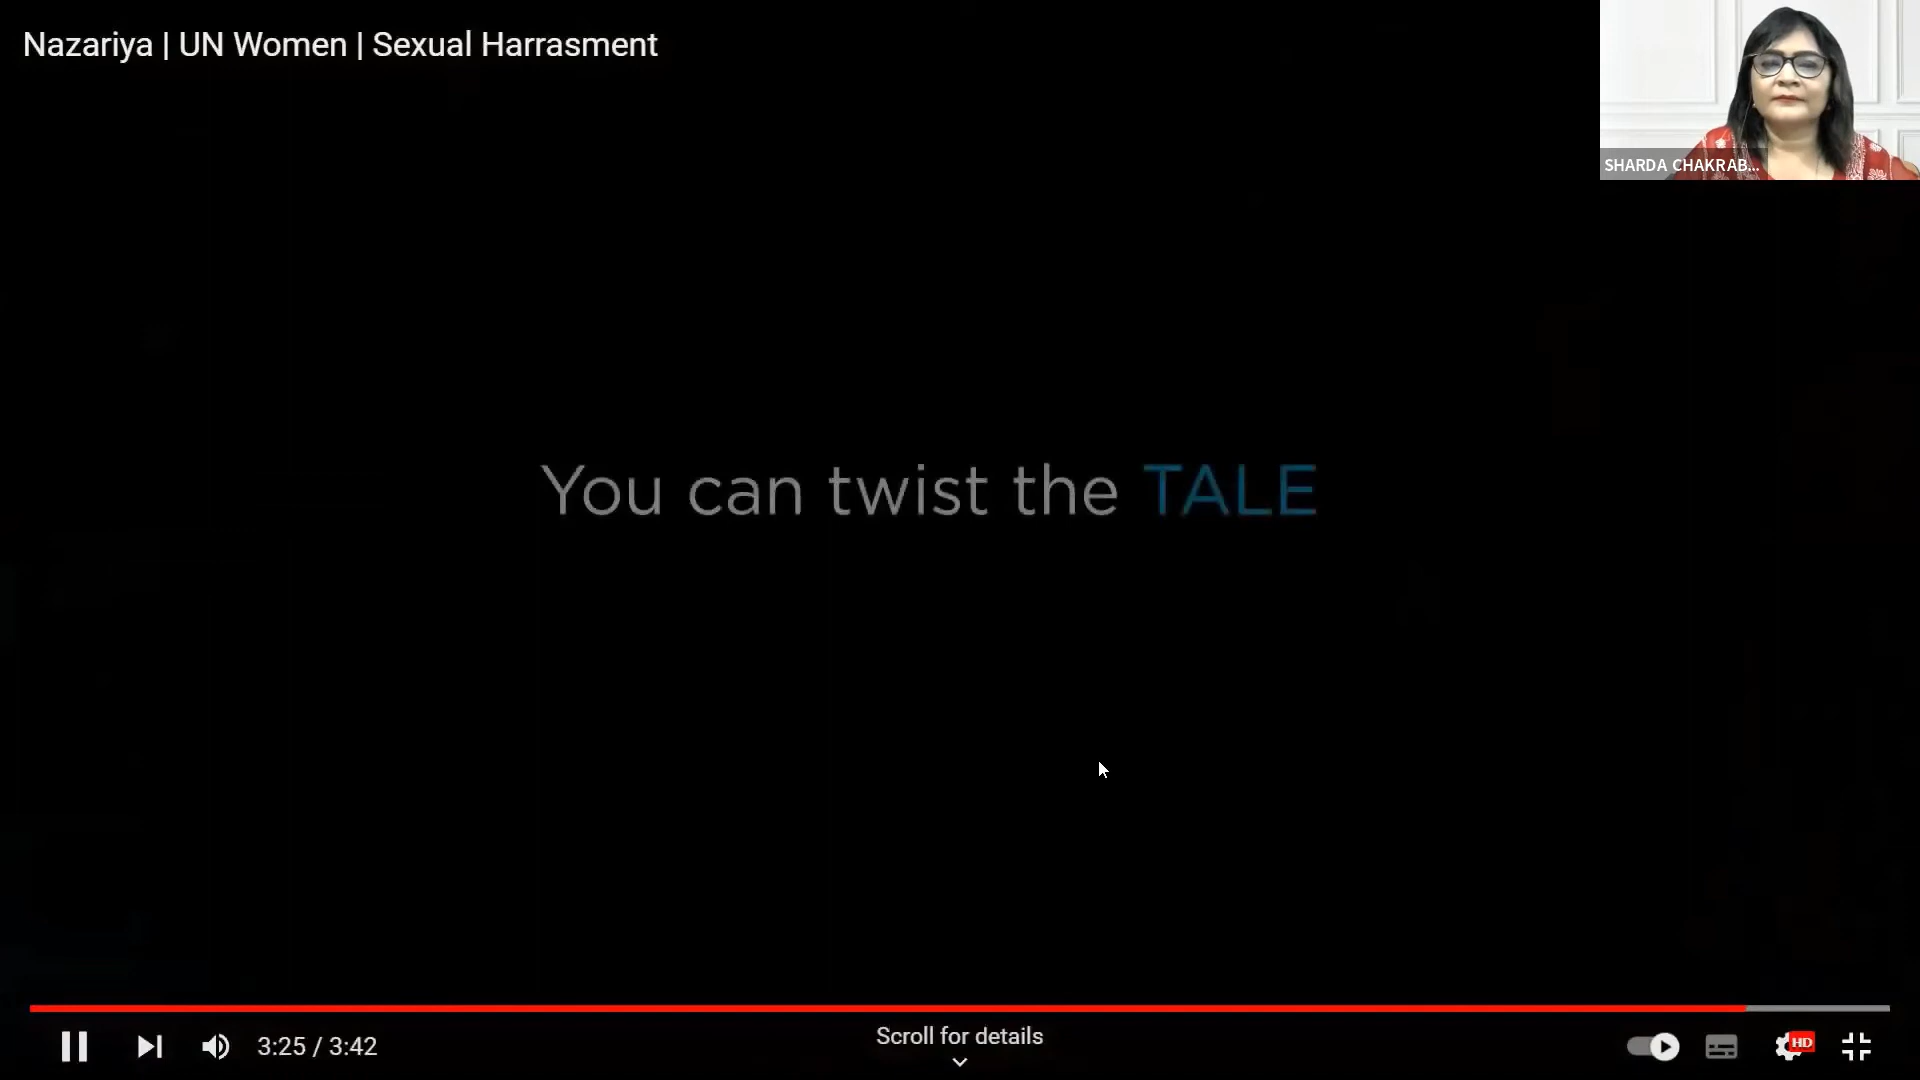 Nazariya | UN Women | Sexual Harrasment
SHARDA CHAKRAB...
You can twist the TALE
3:25 / 3:42
Scroll for details
HD